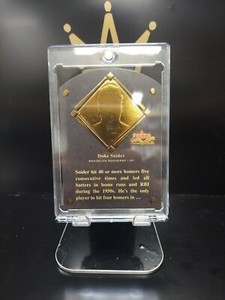 Duke Snider
Snider hit 40 or more homers five
consecutive times and led all
batters in home runs and RBI
during the 1950s. He's the only
player to hit four homers in ...